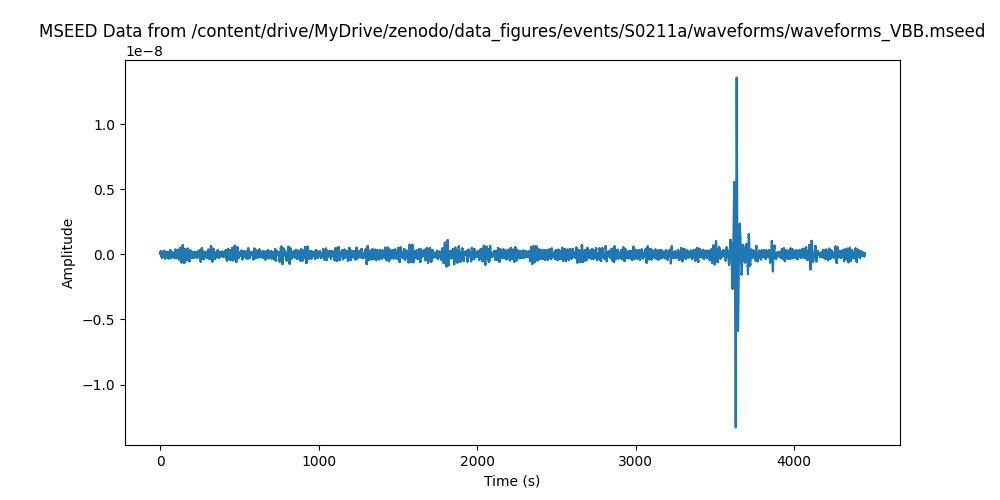 MSEED Data from /content/drive/MyDrive/zenodo/data_figures/events/S0211a/waveforms/waveforms_VBB.mseed
1e−8
1.0
0.5
0.0
−0.5
−1.0
Amplitude
0 1000 2000 3000 4000
Time (s)